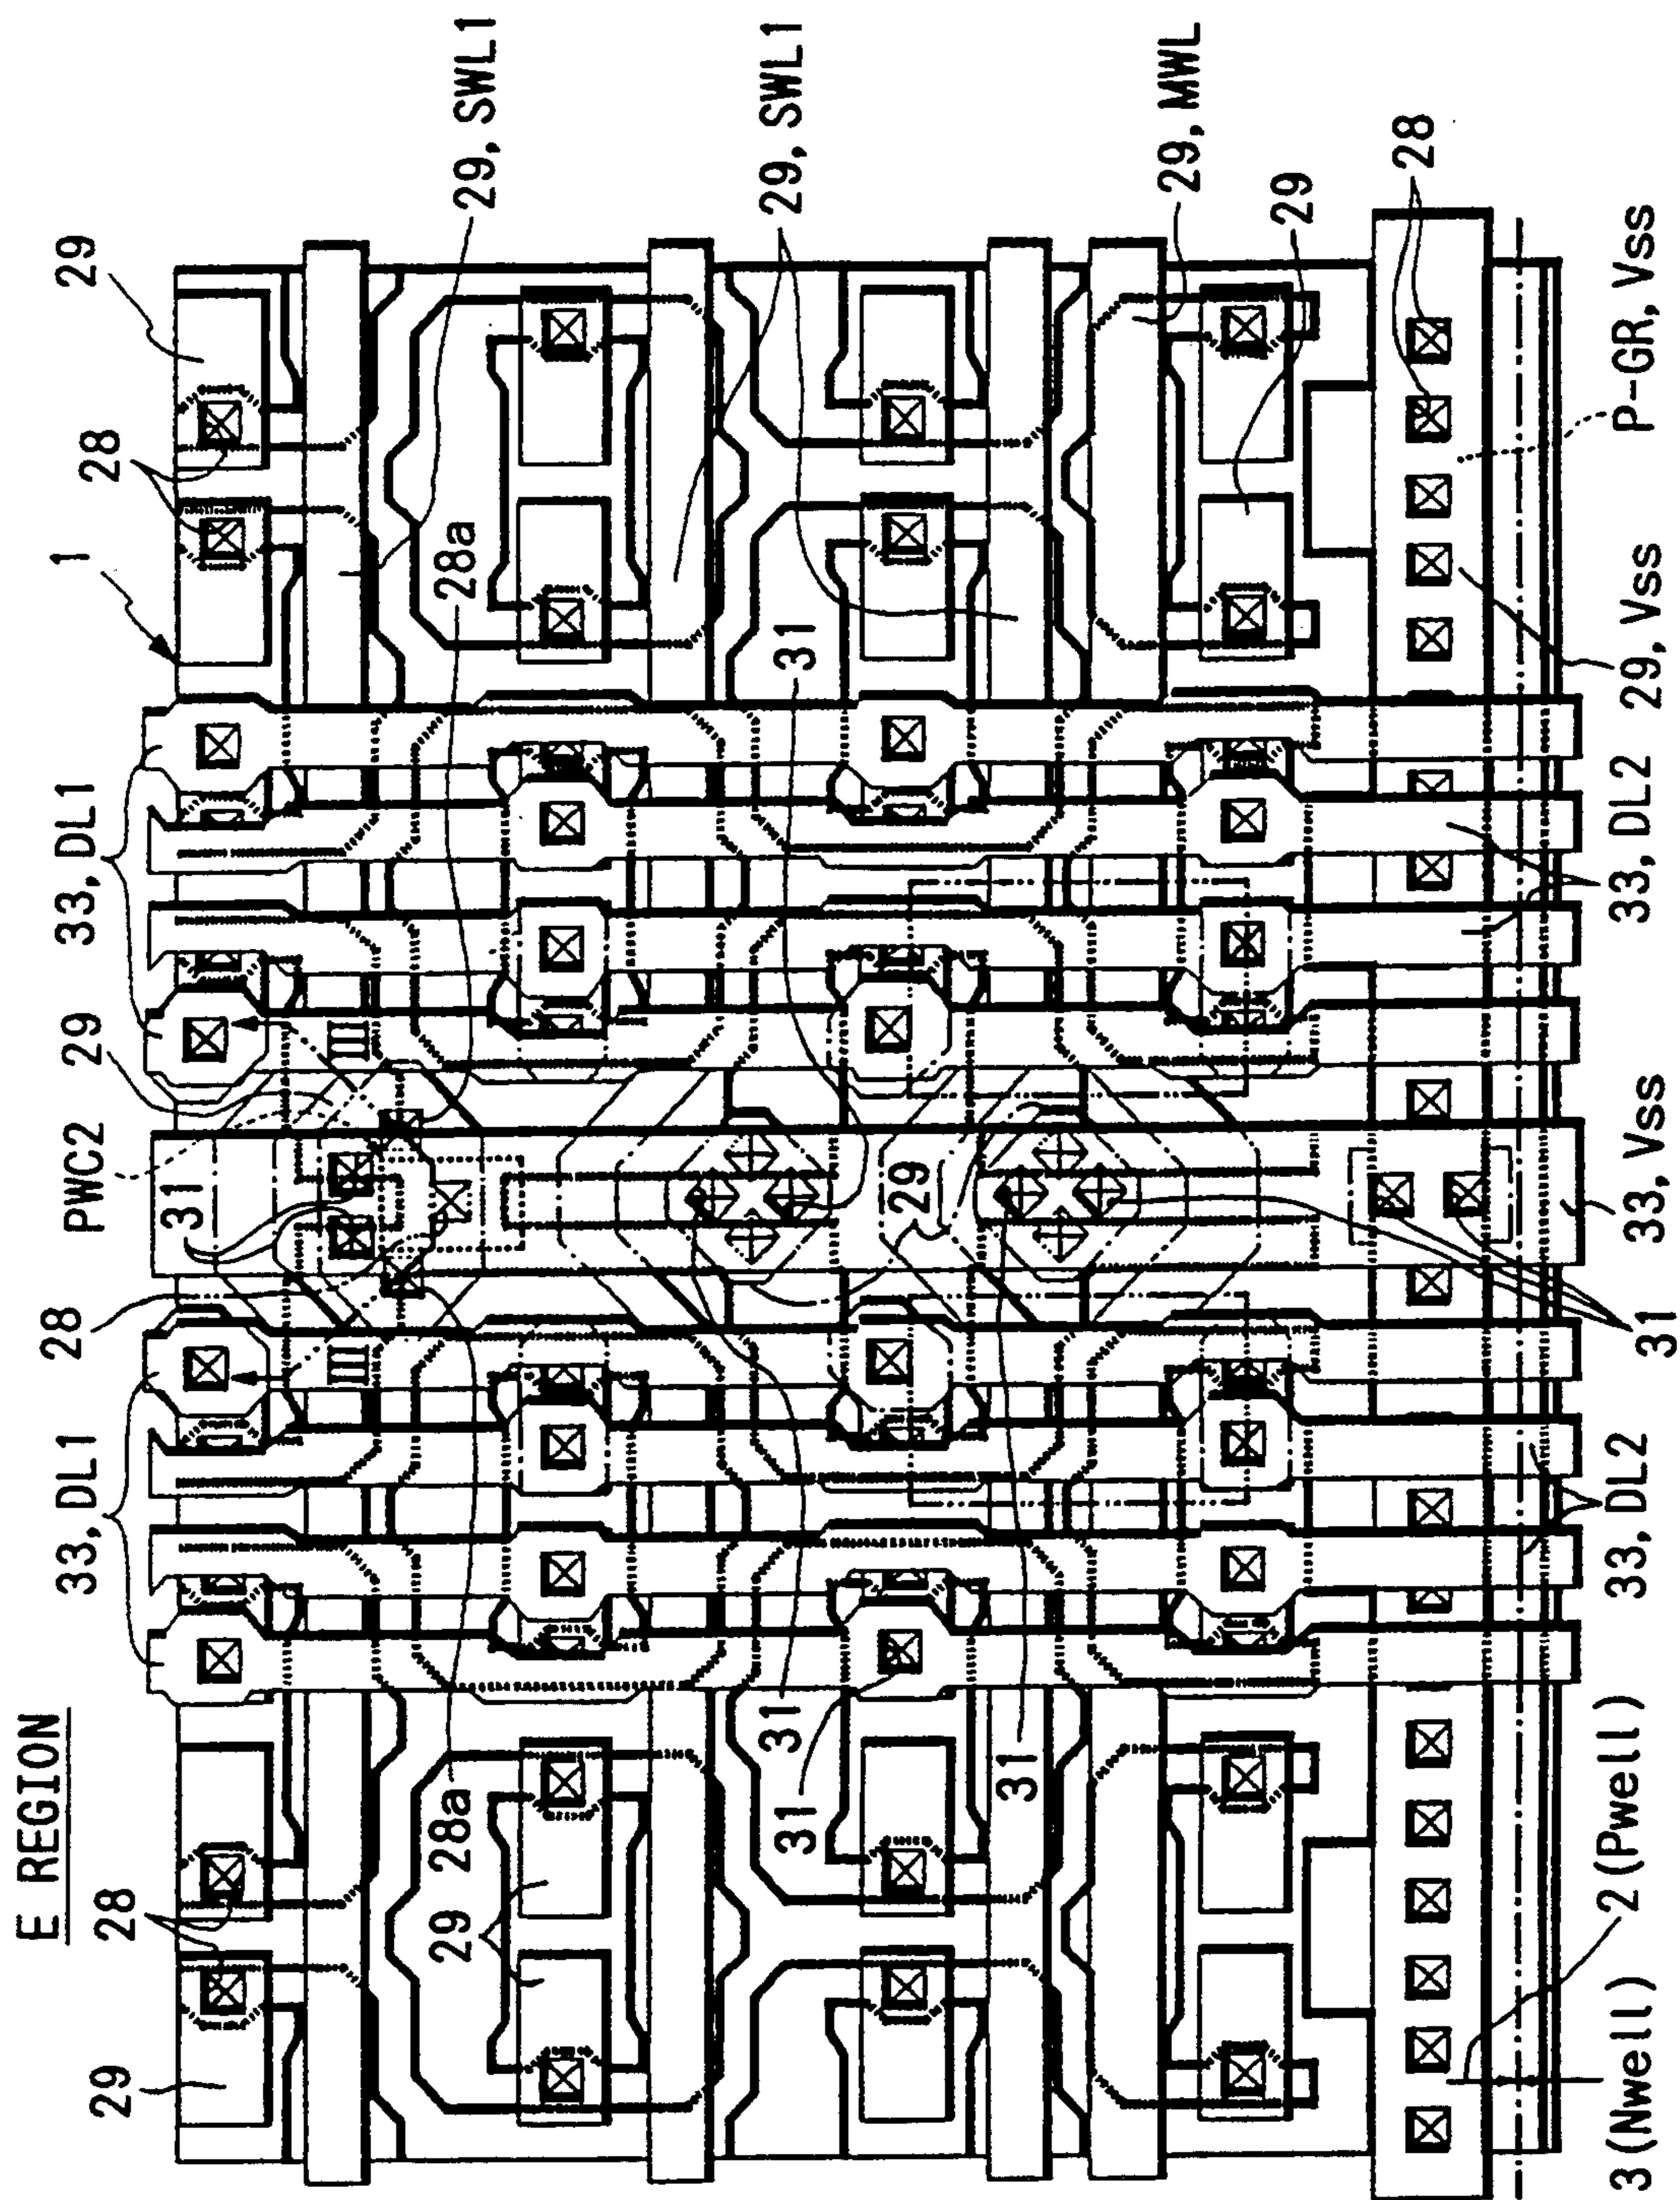 E REGION
29
28
33, DL1
28
PWC2
29
33, DL1
1
28
29
31
III
III
29
28a
28a
29, SWL1
31
31
31
29, SWL1
29
31
29, MWL
29
28
3(Nwell)
2(Pwell)
33, DL2
31
33, Vss
33, DL2
29, Vss
P-GR, Vss